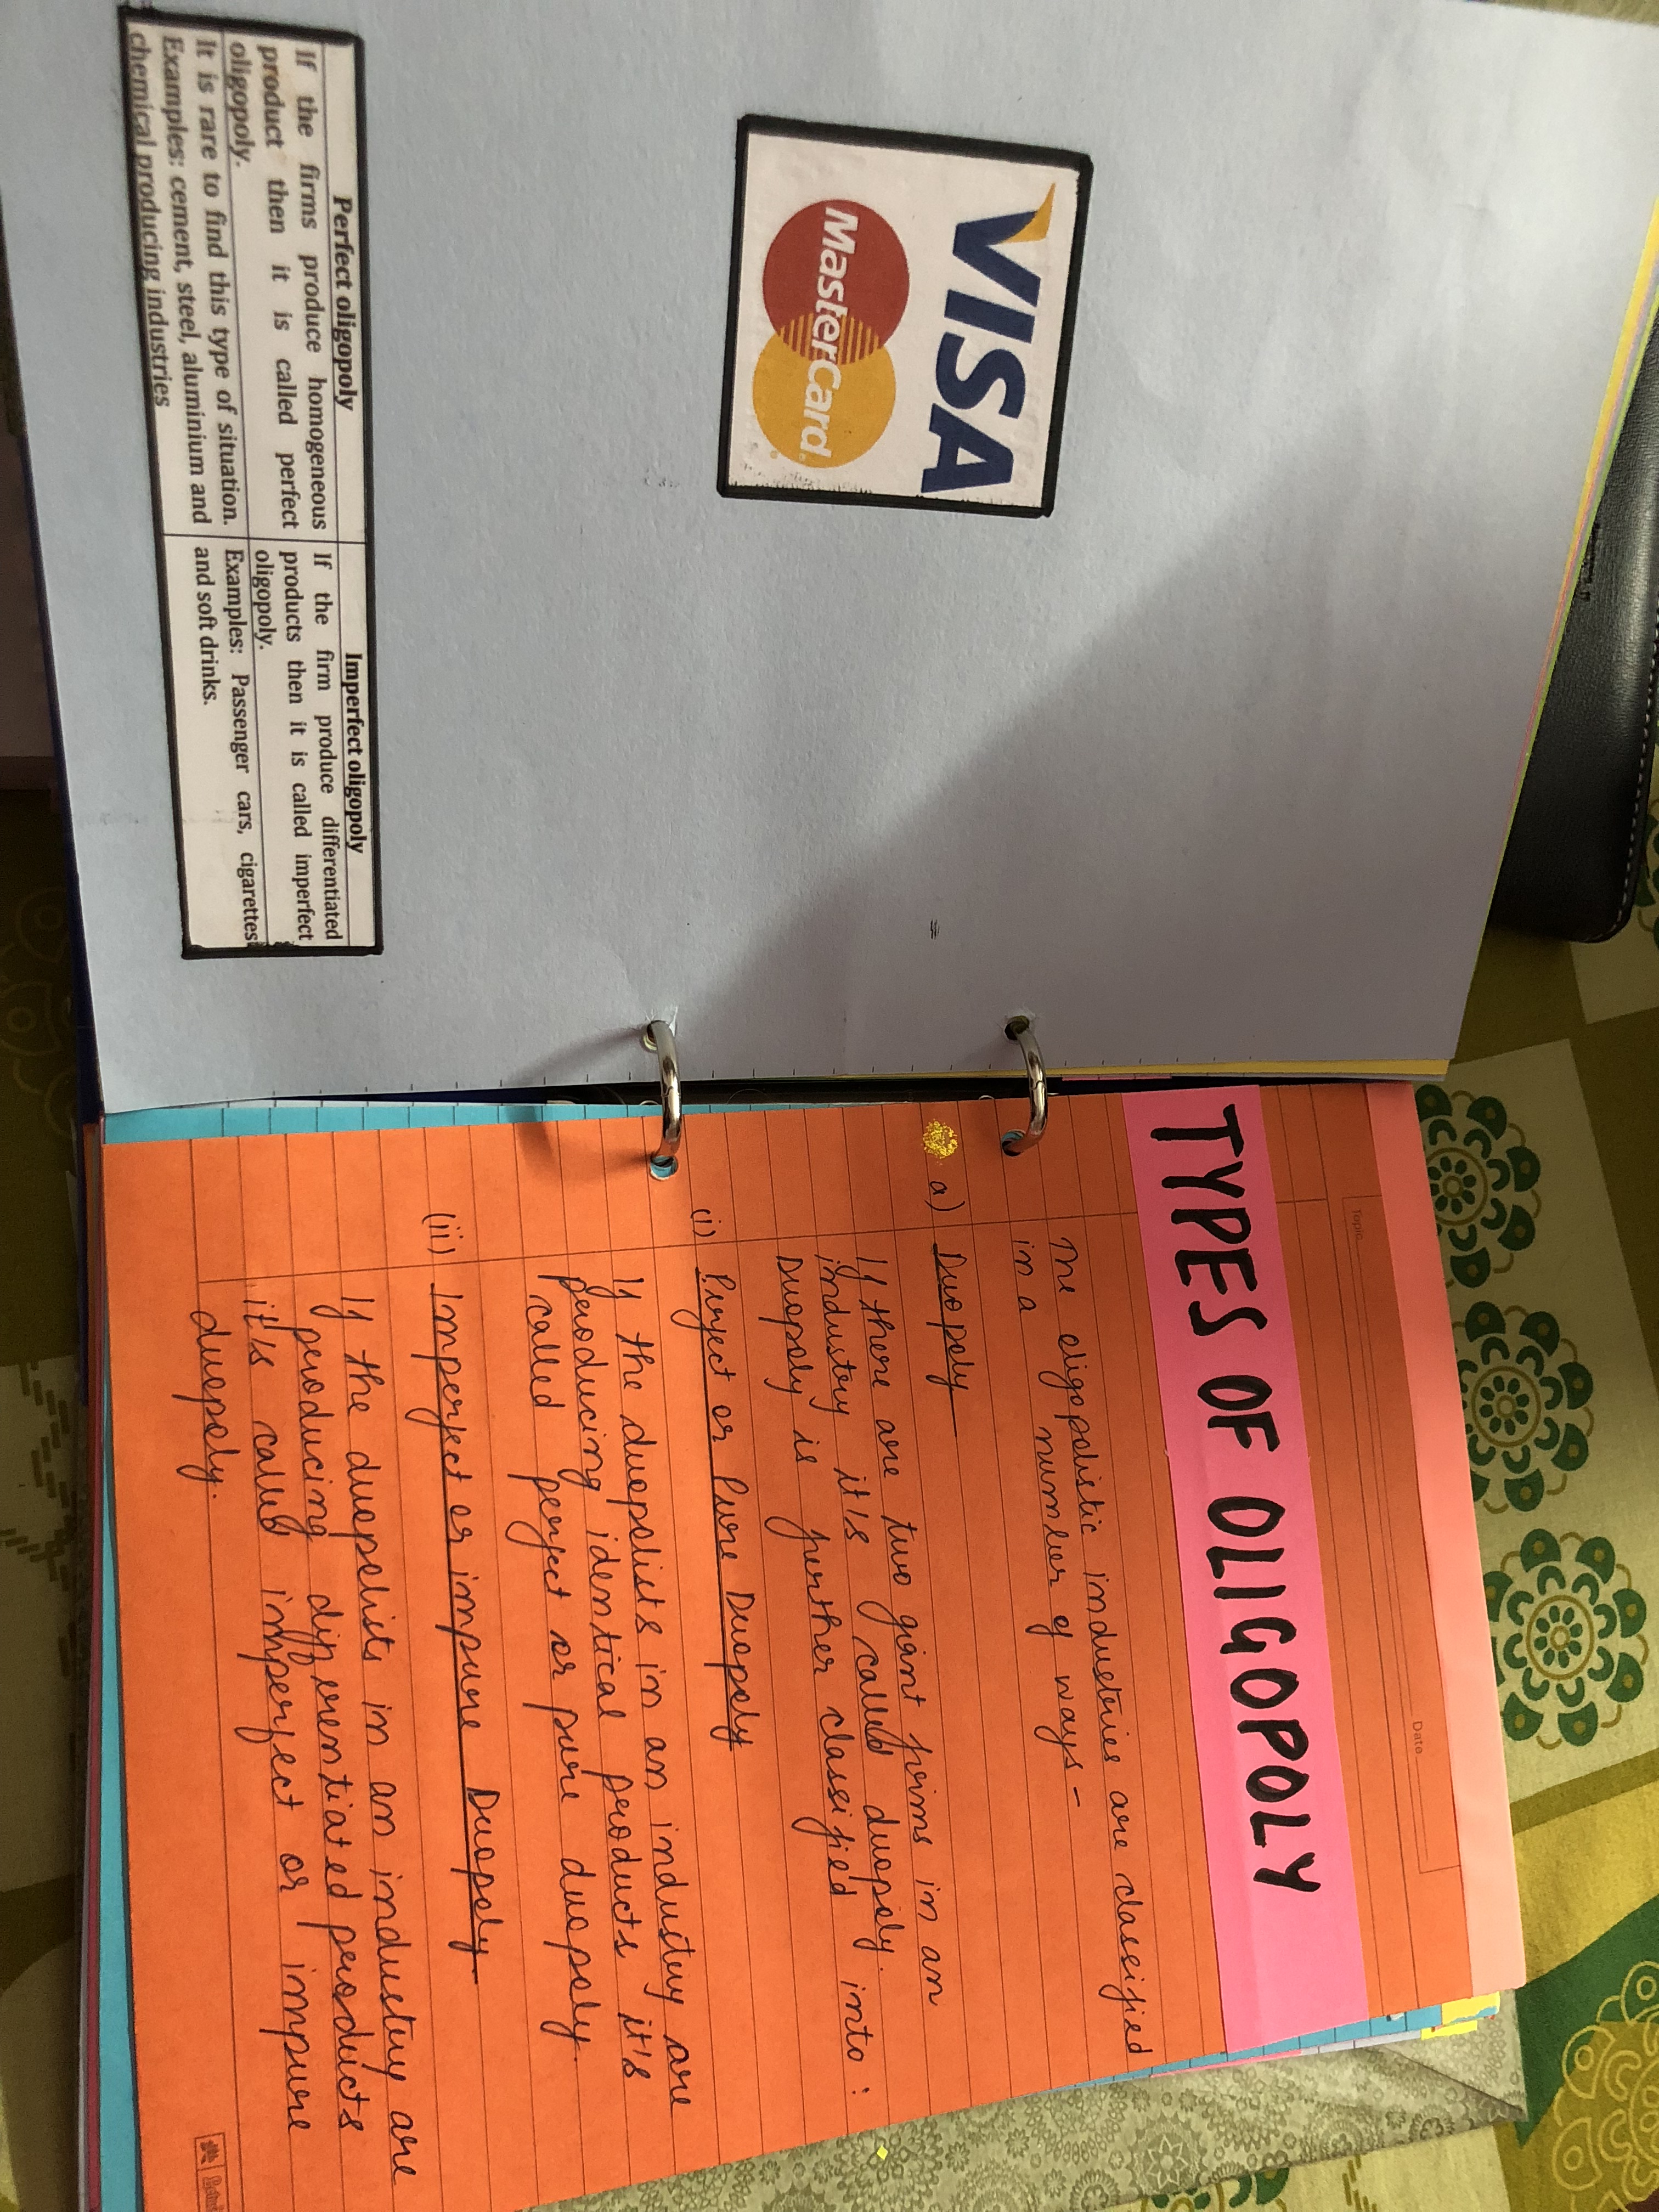 VISA
MasterCard
Perfect oligopoly
If the firms produce homogeneous
product then it is called perfect
oligopoly.
It is rare to find this type of situation.
Examples: cement, steel, aluminium and
chemical producing industries
Imperfect oligopoly
If the firm produce differentiated
products then it is called imperfect
oligopoly.
Examples: Passenger cars, cigarettes
and soft drinks.
Topic
Date
TYPES OF OLIGOPOLY
The oligopolistic industries are classified
in a number of ways -
a) Duopoly
If there are two giant firms in an
industry it's called duopoly.
Duopoly is further classified into :
(i) Perfect or Pure Duopoly
If the duopolists in an industry are
producing identical products, it's
called perfect or pure duopoly.
(ii) Imperfect or impure Duopoly
If the duopolists in an industry are
producing differentiated products
it's called imperfect or impure
duopoly.